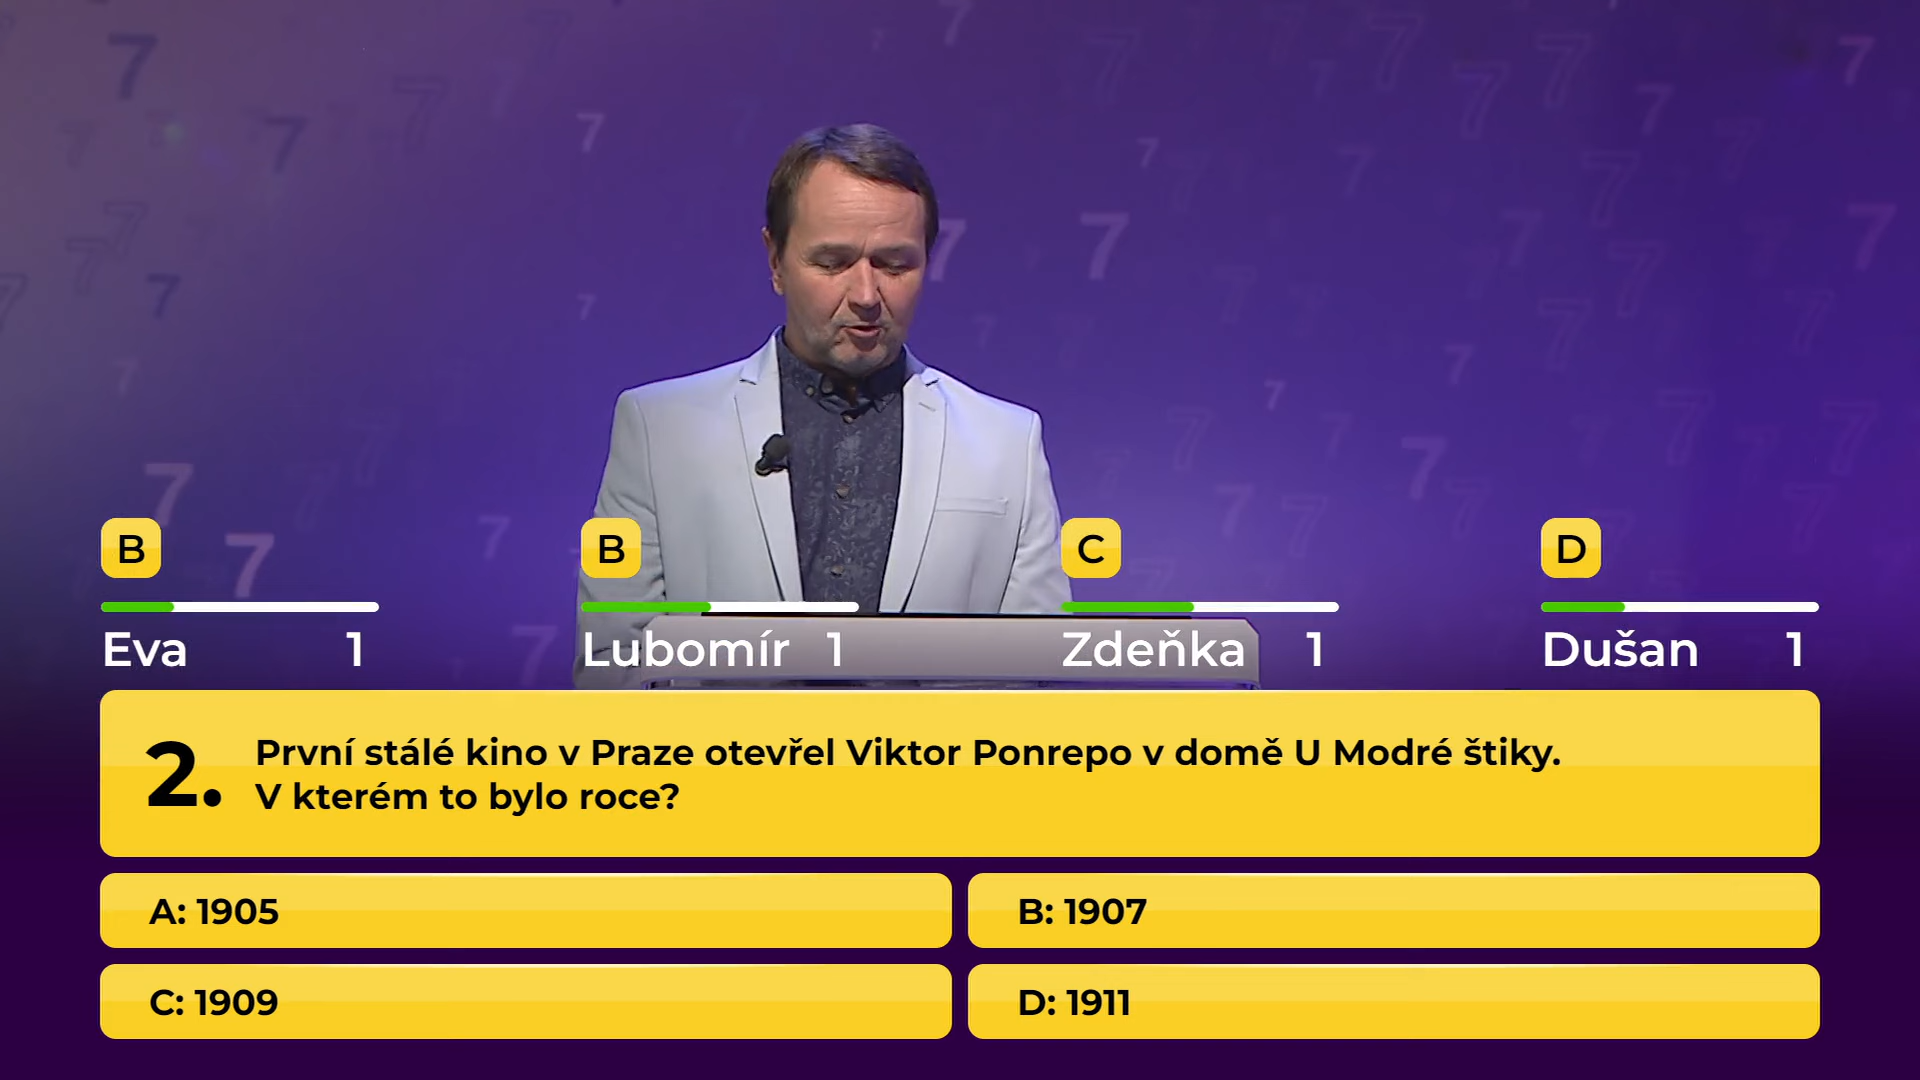 B
B
C
D
Eva 1
Lubomír 1
Zdeňka 1
Dušan 1
2.
První stálé kino v Praze otevřel Viktor Ponrepo v domě U Modré štiky.
V kterém to bylo roce?
A: 1905
B: 1907
C: 1909
D: 1911